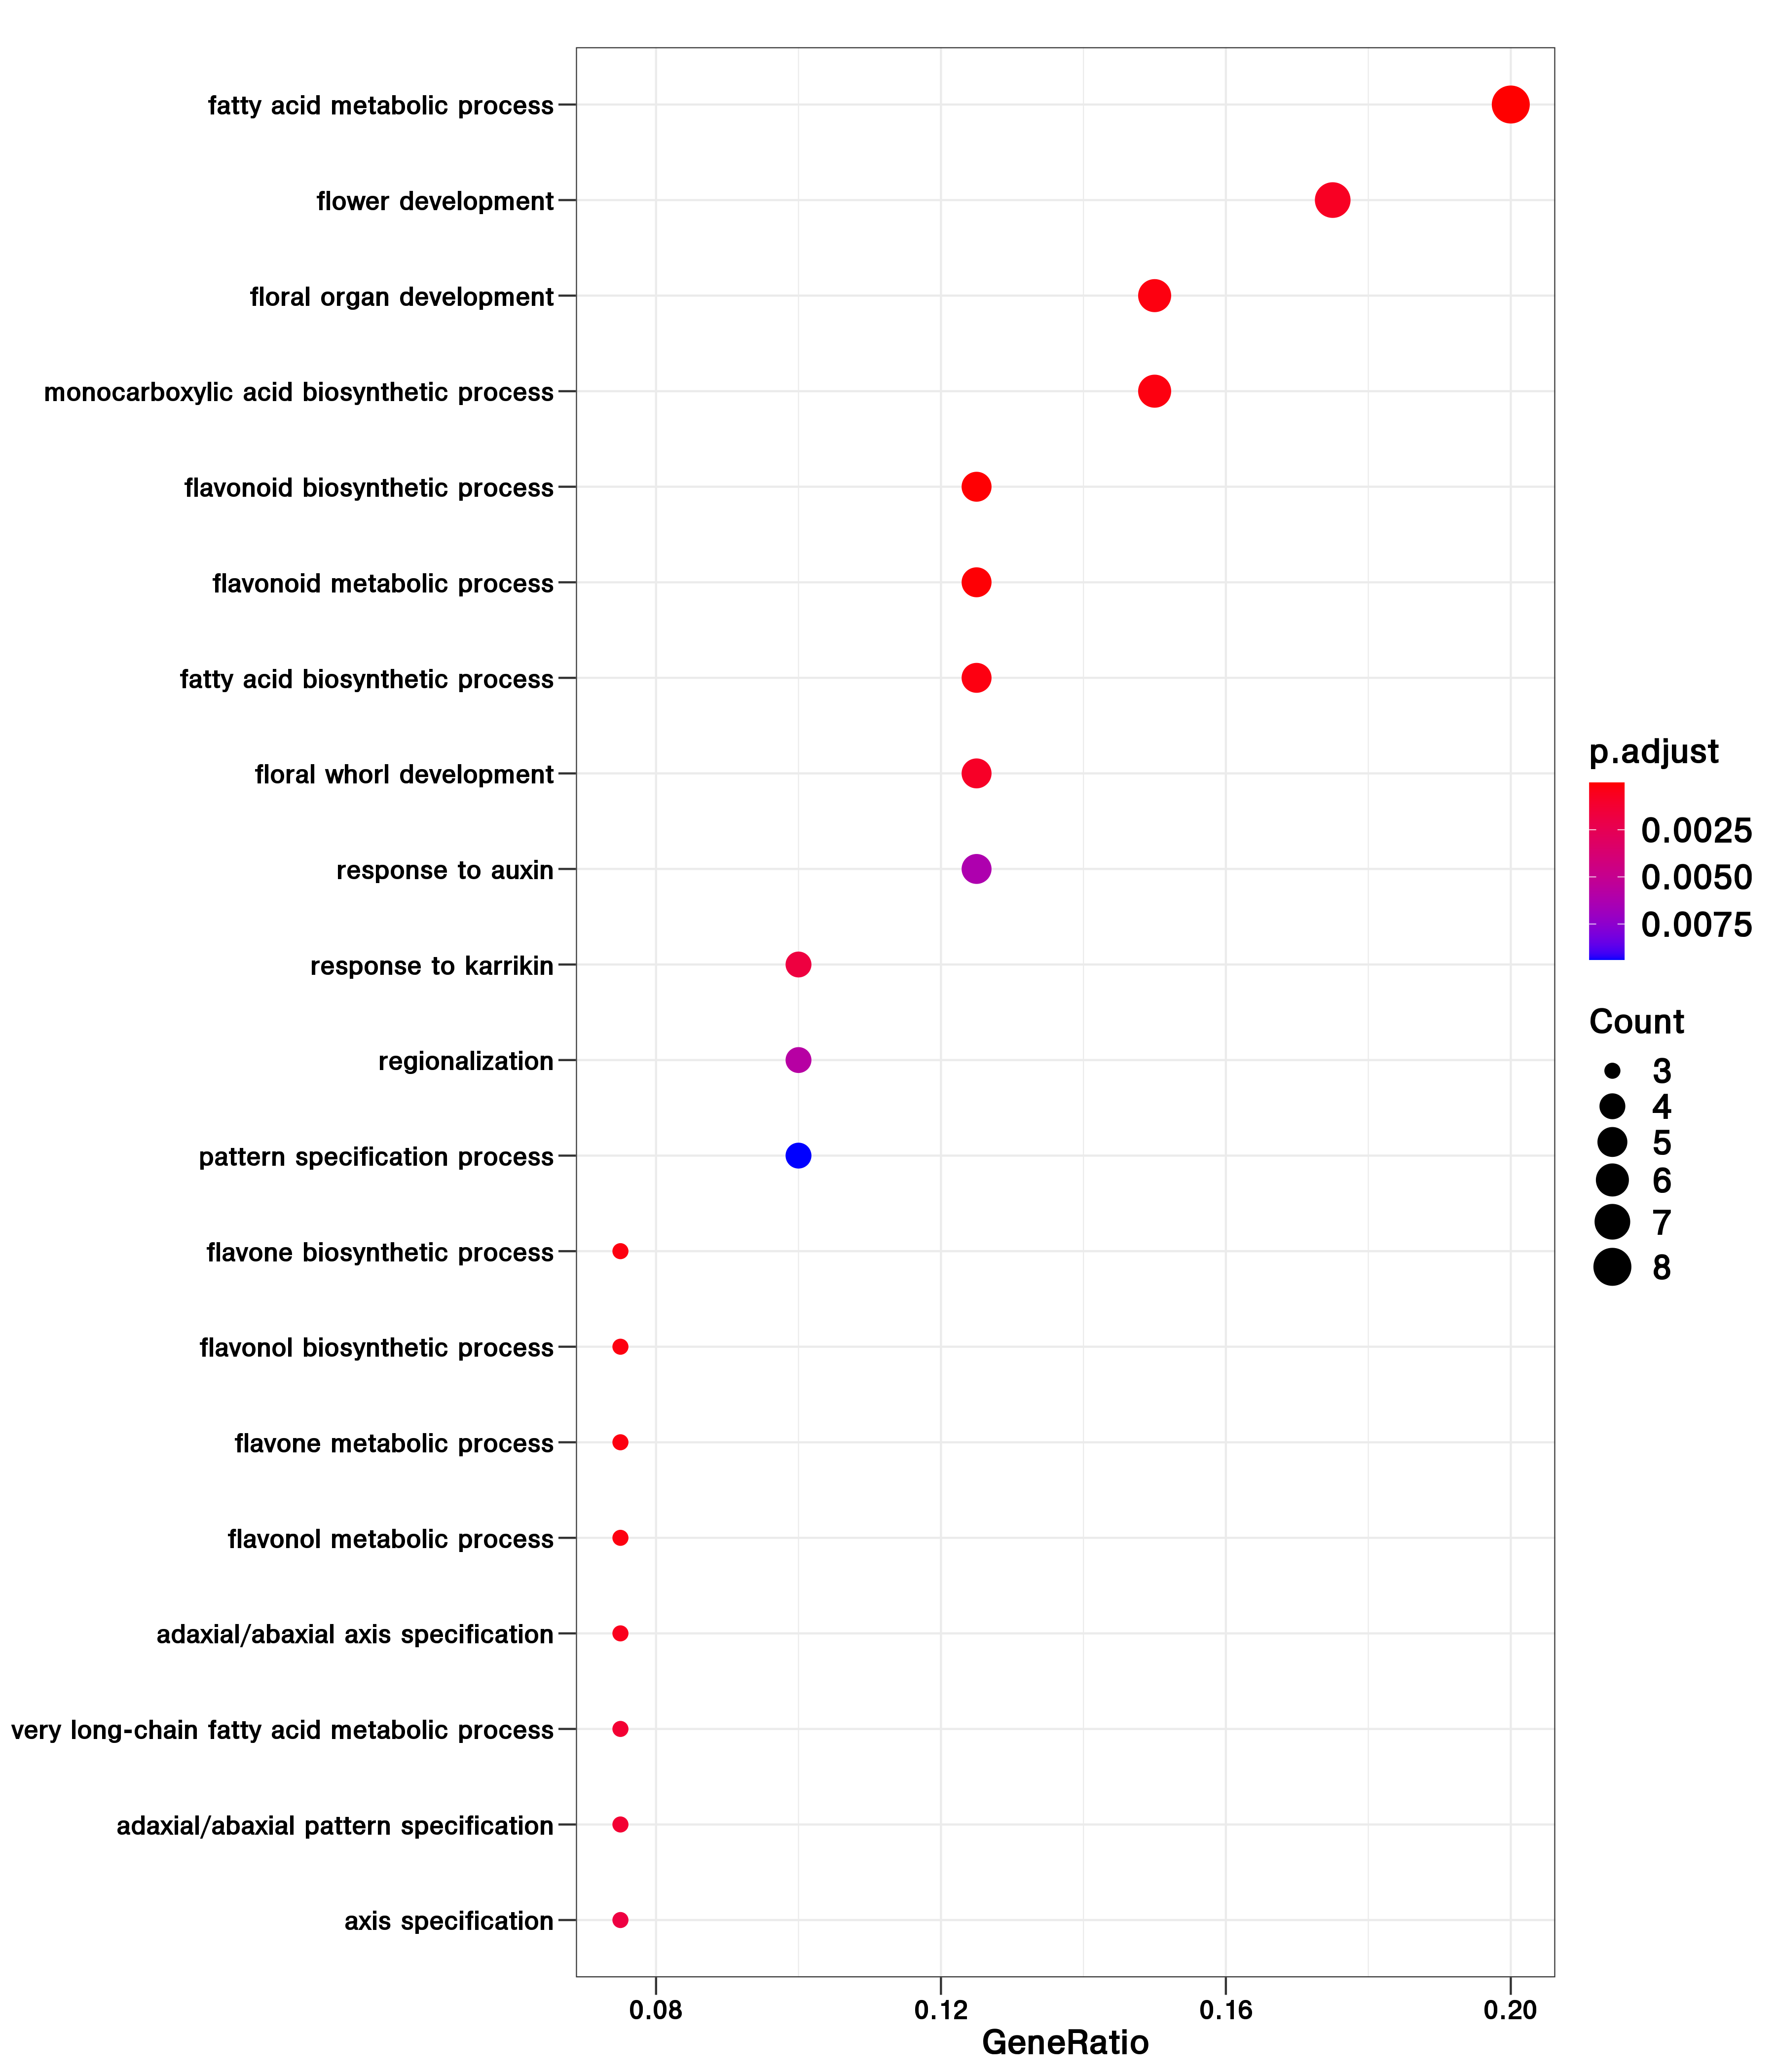 fatty acid metabolic process
flower development
floral organ development
monocarboxylic acid biosynthetic process
flavonoid biosynthetic process
flavonoid metabolic process
fatty acid biosynthetic process
floral whorl development
response to auxin
response to karrikin
regionalization
pattern specification process
flavone biosynthetic process
flavonol biosynthetic process
flavone metabolic process
flavonol metabolic process
adaxial/abaxial axis specification
very long-chain fatty acid metabolic process
adaxial/abaxial pattern specification
axis specification
0.08 0.12 0.16 0.20
GeneRatio
p.adjust
0.0025
0.0050
0.0075
Count
3
4
5
6
7
8